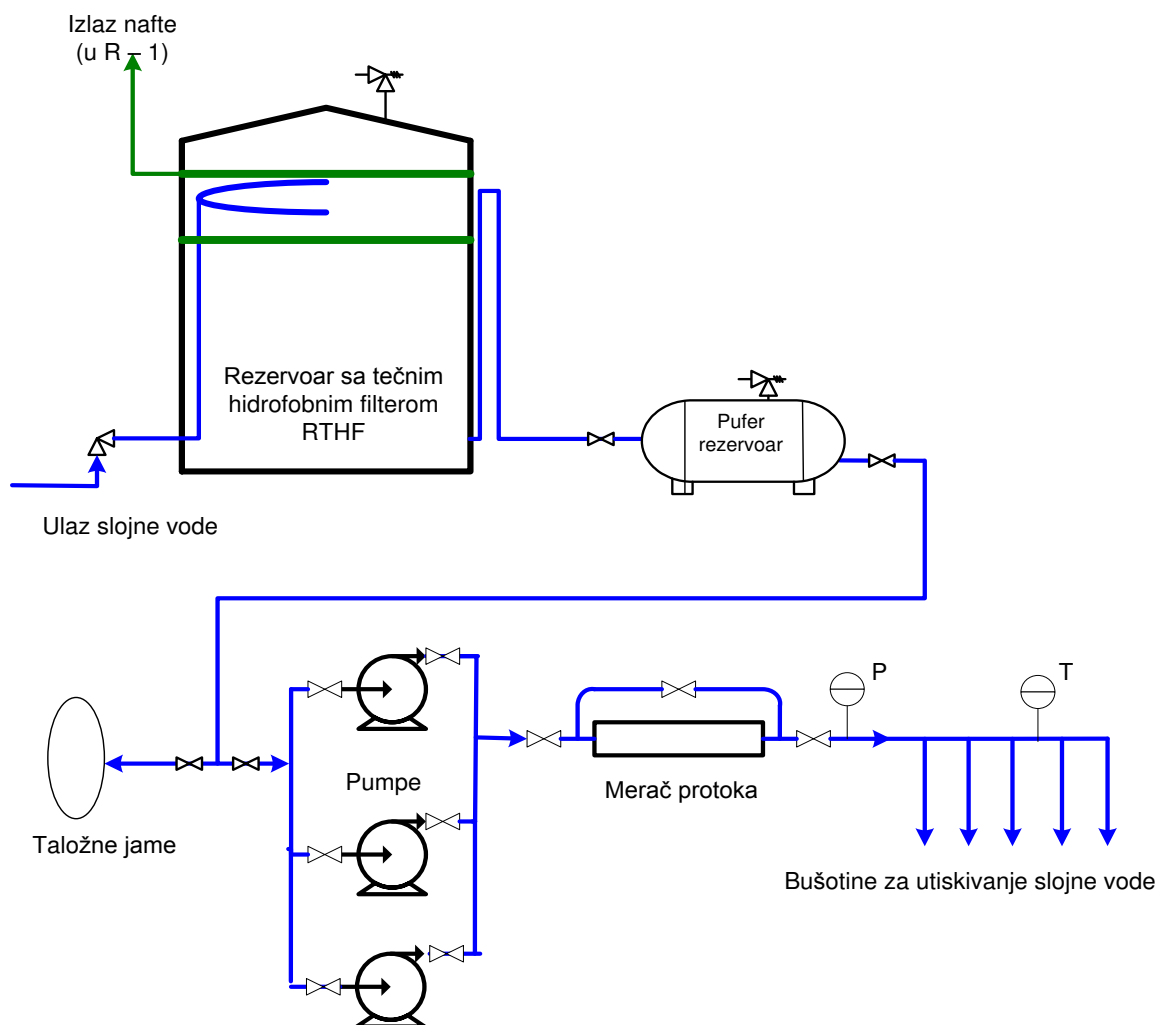 Izlaz nafte
(u R – 1)
Rezervoar sa tečnim
hidrofobnim filterom
RTHF
Pufer
rezervoar
Ulaz slojne vode
P
T
Pumpe
Merač protoka
Taložne jame
Bušotine za utiskivanje slojne vode